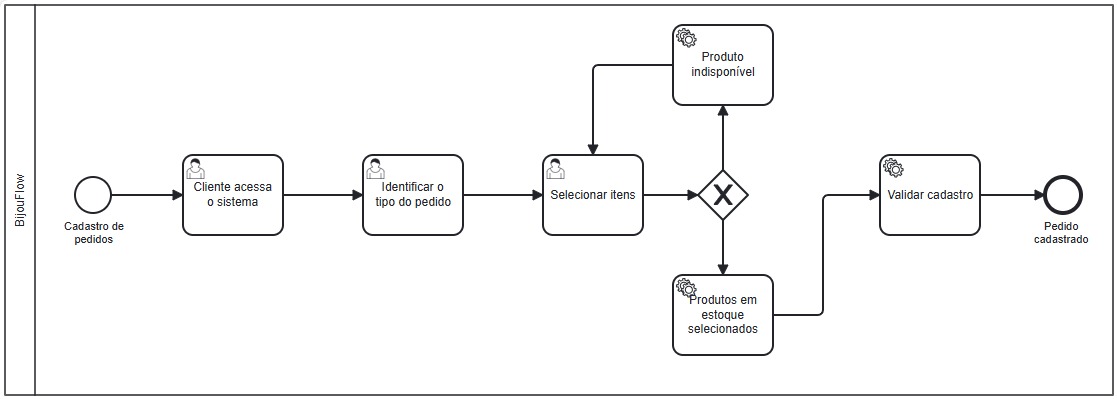 BijouFlow
Cadastro de
pedidos
Cliente acessa
o sistema
Identificar o
tipo do pedido
Selecionar itens
Produto
indisponível
X
Produtos em
estoque
selecionados
Validar cadastro
Pedido
cadastrado